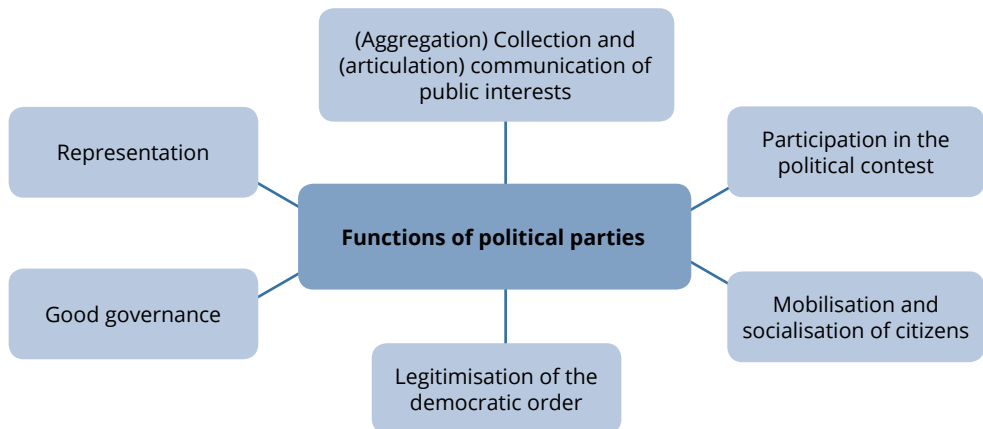 (Aggregation) Collection and
(articulation) communication of
public interests
Representation
Participation in the
political contest
Functions of political parties
Good governance
Mobilisation and
socialisation of citizens
Legitimisation of the
democratic order